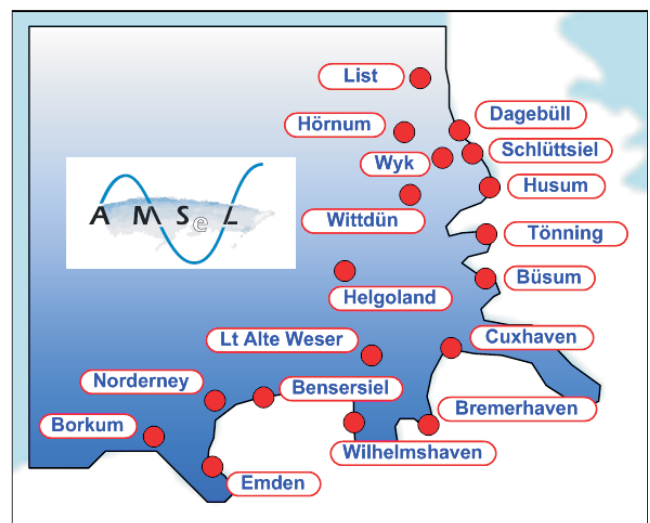 List
Dagebüll
Hörnum
Schlüttsiel
Wyk
Husum
AMSeL
Wittdün
Tönning
Büsum
Helgoland
Lt Alte Weser
Cuxhaven
Norderney
Bensersiel
Bremerhaven
Borkum
Wilhelmshaven
Emden